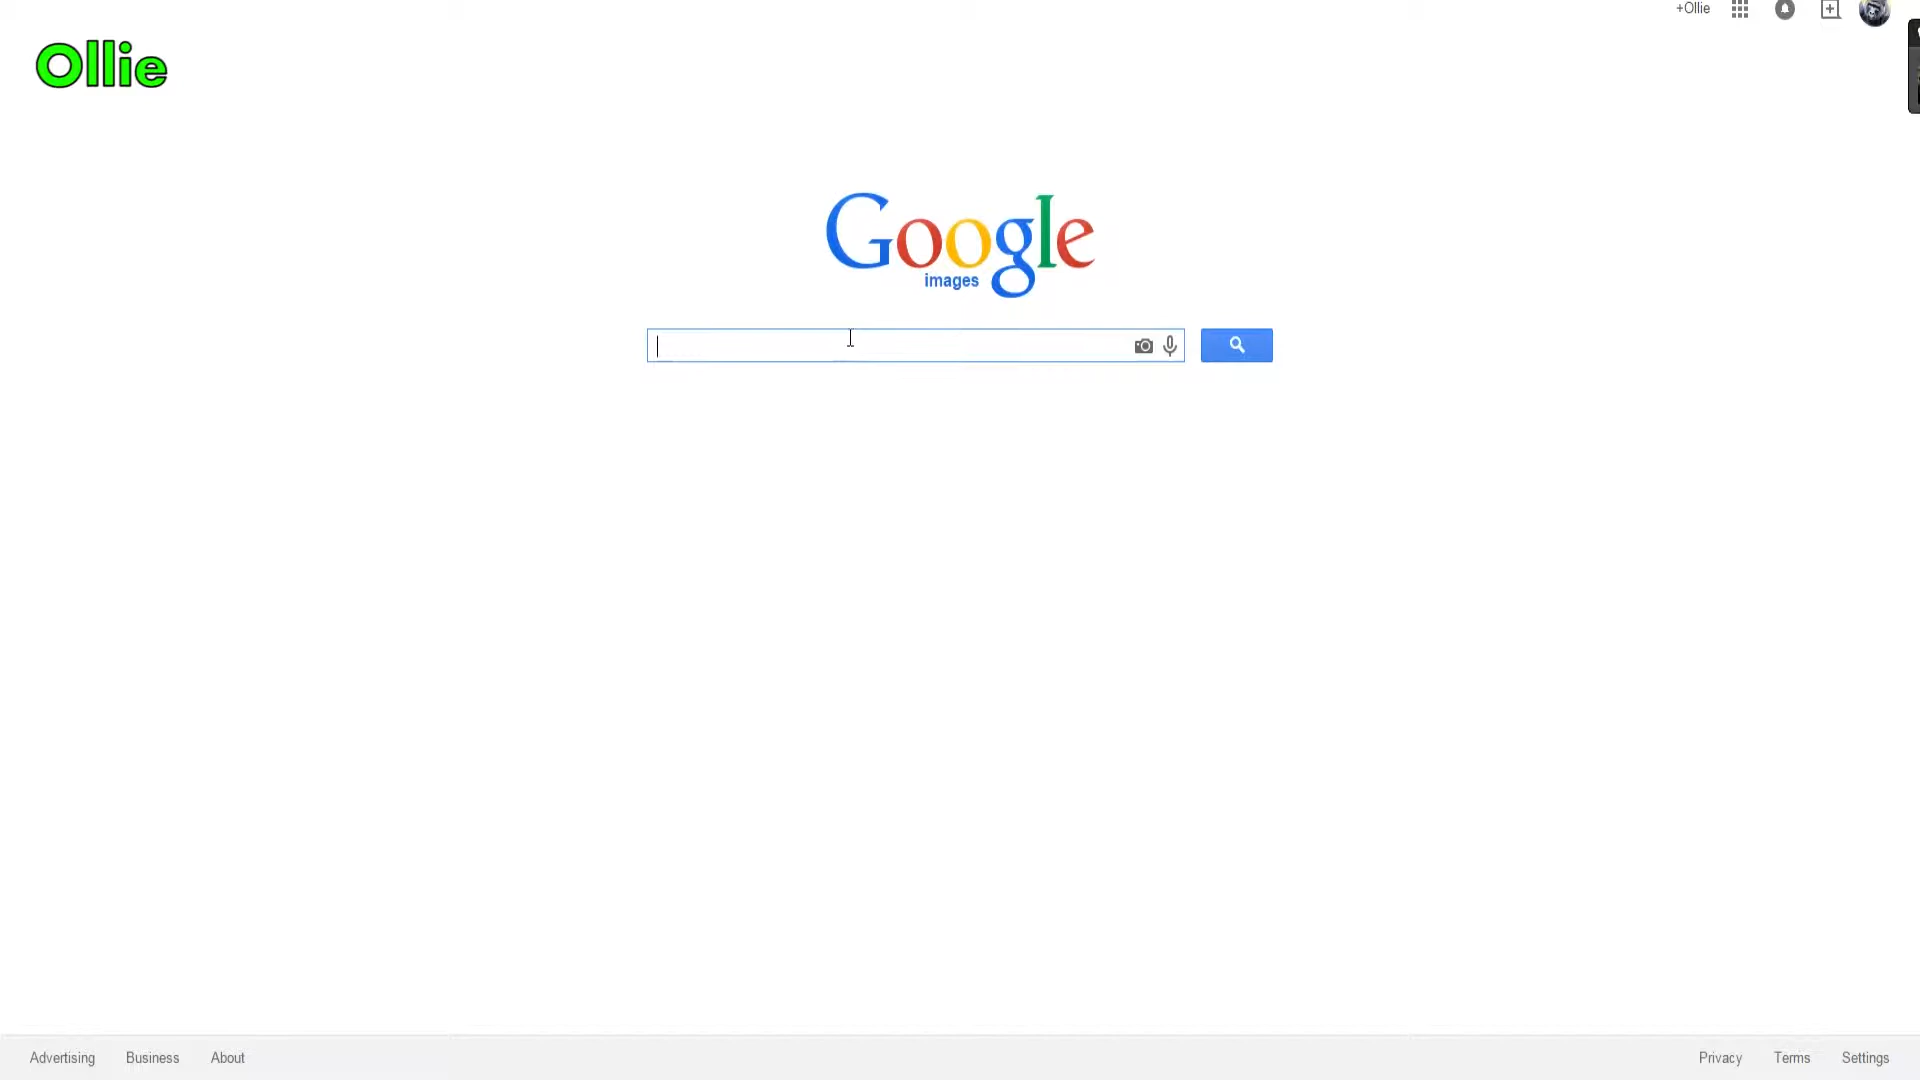 +Ollie
Ollie
Google
images
Advertising Business About
Privacy Terms Settings